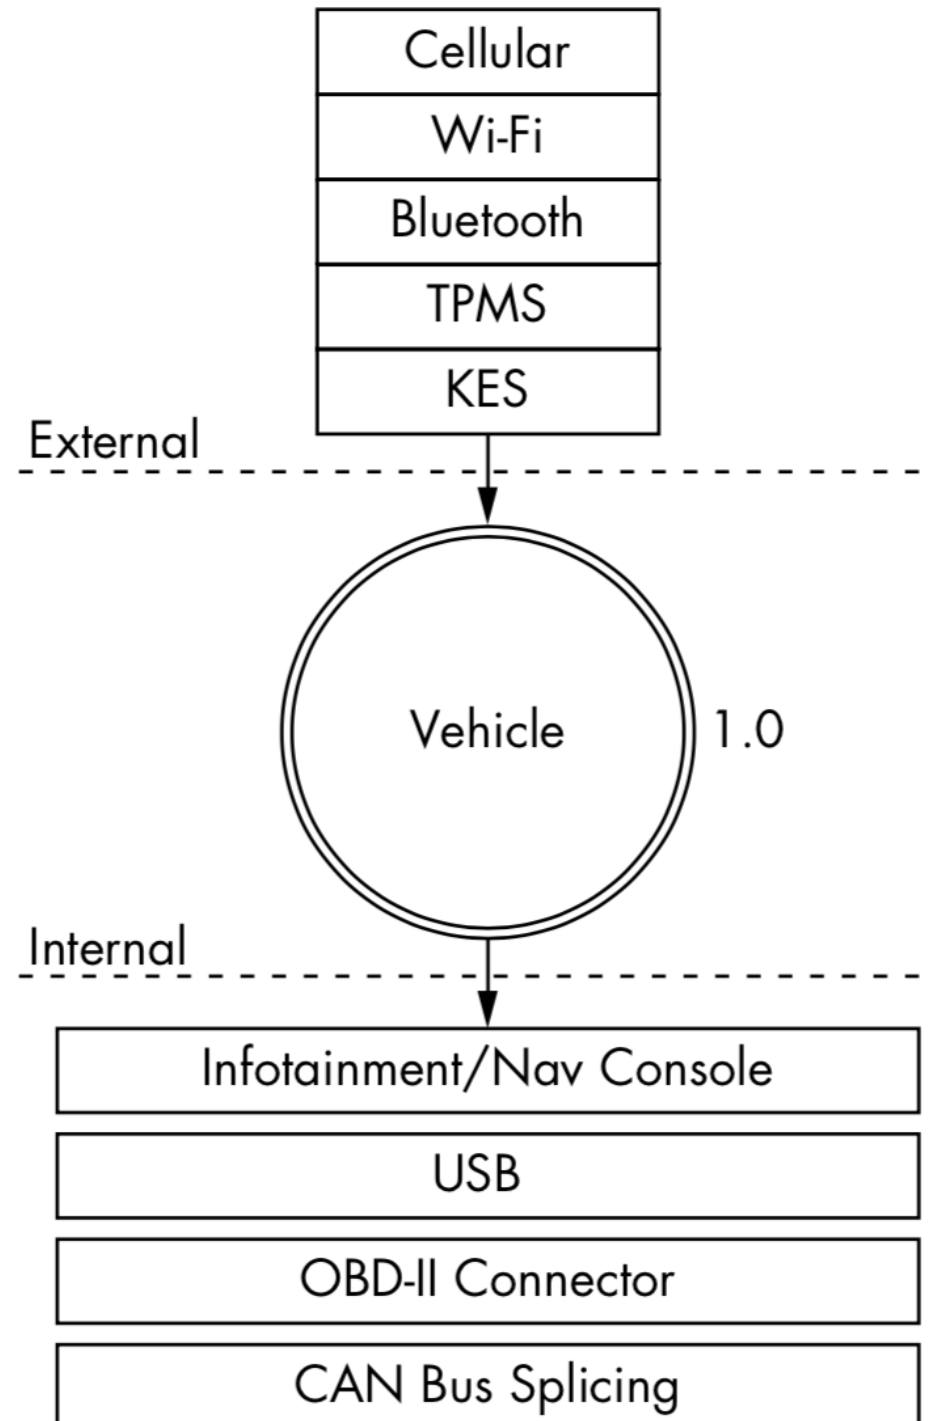 Cellular
Wi-Fi
Bluetooth
TPMS
KES
External
Vehicle
1.0
Internal
Infotainment/Nav Console
USB
OBD-II Connector
CAN Bus Splicing